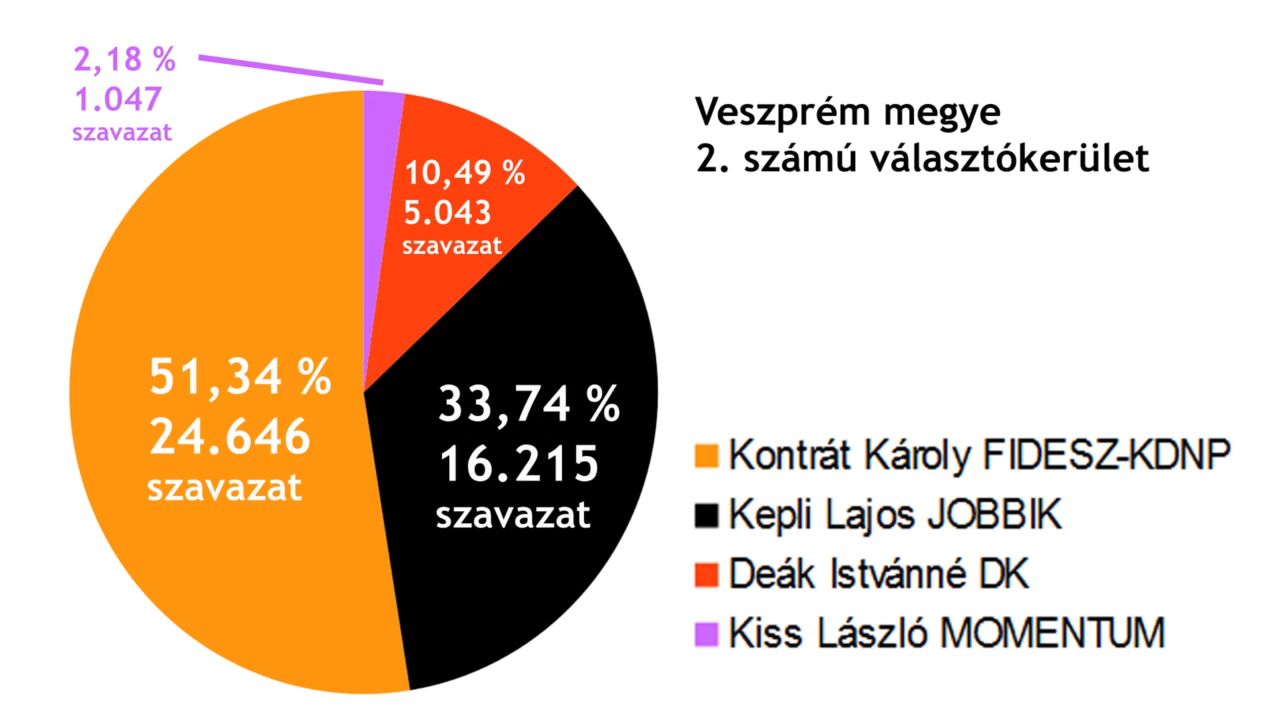 2,18 %
1.047
szavazat
Veszprém megye
2. számú választókerület
10,49 %
5.043
szavazat
51,34 %
24.646
szavazat
33,74 %
16.215
szavazat
Kontrát Károly FIDESZ-KDNP
Kepli Lajos JOBBIK
Deák Istvánné DK
Kiss László MOMENTUM